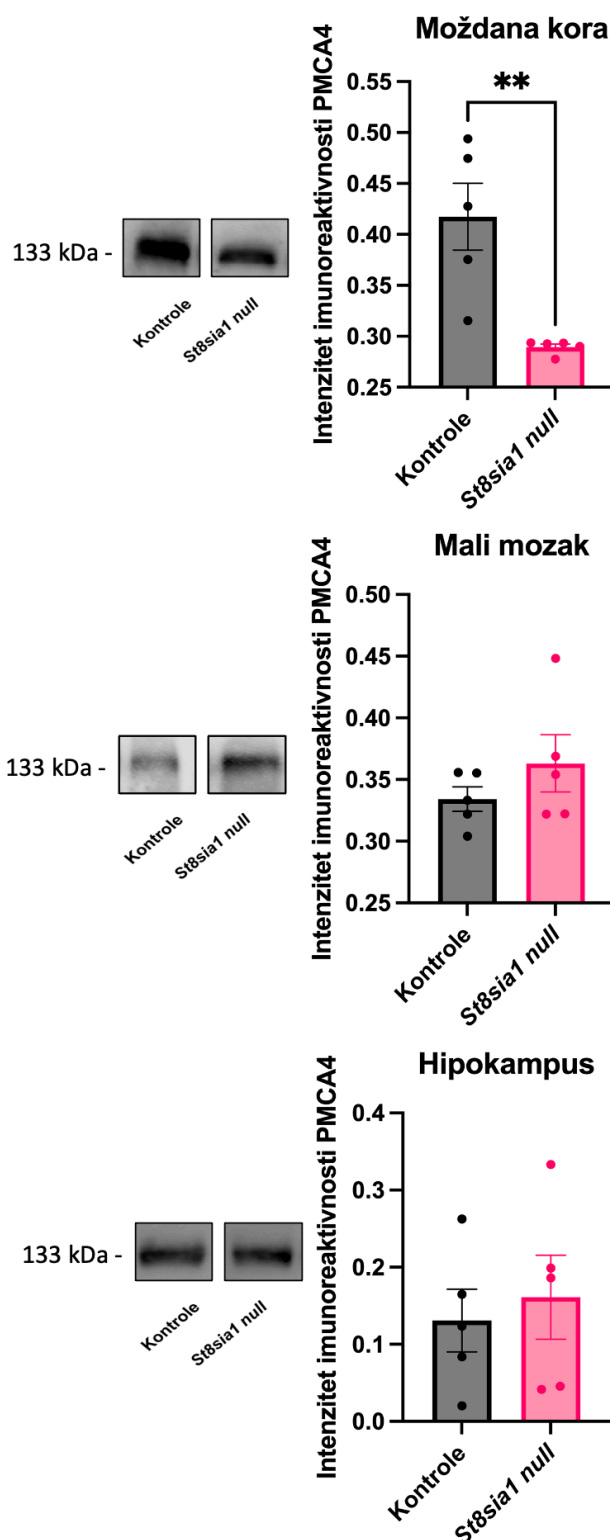 Moždana kora
Intenzitet imunoreaktivnosti PMCA4
0.55
**
0.50
0.45
0.40
0.35
0.30
0.25
133 kDa -
Kontrole
St8sia1 null
Kontrole
St8sia1 null
Mali mozak
Intenzitet imunoreaktivnosti PMCA4
0.50
0.45
0.40
0.35
0.30
0.25
133 kDa -
Kontrole
St8sia1 null
Kontrole
St8sia1 null
Hipokampus
Intenzitet imunoreaktivnosti PMCA4
0.4
0.3
0.2
0.1
0.0
133 kDa -
Kontrole
St8sia1 null
Kontrole
St8sia1 null